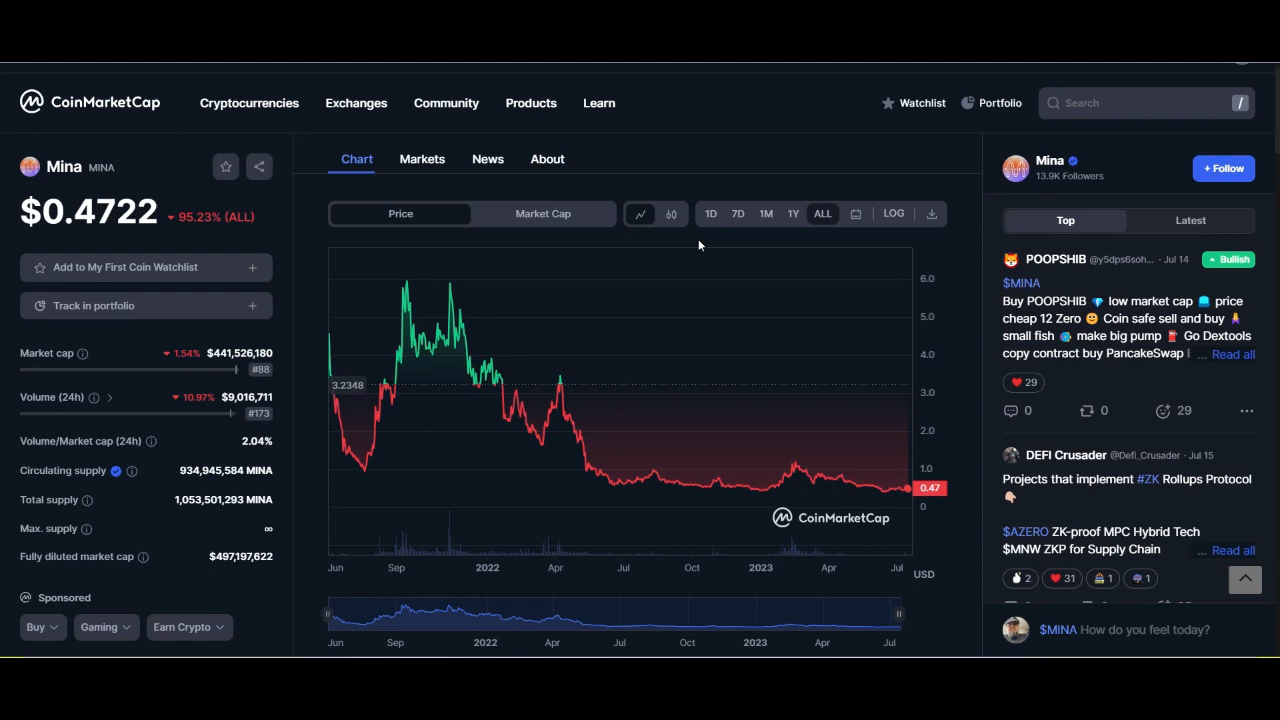 CoinMarketCap
Cryptocurrencies
Exchanges
Community
Products
Learn
Watchlist
Portfolio
Search
/
Mina MINA
$0.4722 95.23% (ALL)
Add to My First Coin Watchlist +
Track in portfolio +
Market cap 1.54% $441,526,180
#68
Volume (24h) 10.97% $9,016,711
#173
Volume/Market cap (24h) 2.04%
Circulating supply 934,945,584 MINA
Total supply 1,053,501,293 MINA
Max. supply ∞
Fully diluted market cap $497,197,622
Sponsored
Buy
Gaming
Earn Crypto
Chart
Markets
News
About
Price
Market Cap
1D 7D 1M 1Y ALL LOG
6.0
5.0
4.0
3.2348
3.0
2.0
1.0
0.47
0
CoinMarketCap
Jun Sep 2022 Apr Jul Oct 2023 Apr Jul
USD
Jun Sep 2022 Apr Jul Oct 2023 Apr Jul
Mina
13.9K Followers
+ Follow
Top
Latest
POOPSHIB @y5dps6soh... · Jul 14 Bullish
$MINA
Buy POOPSHIB 💎 low market cap price
cheap 12 Zero Coin safe sell and buy
small fish make big pump Go Dextools
copy contract buy PancakeSwap ... Read all
29
0 0 29
DEFI Crusader @Defi_Crusader · Jul 15
Projects that implement #ZK Rollups Protocol
$AZERO ZK-proof MPC Hybrid Tech
$MNW ZKP for Supply Chain ... Read all
2 31 1 1
$MINA How do you feel today?